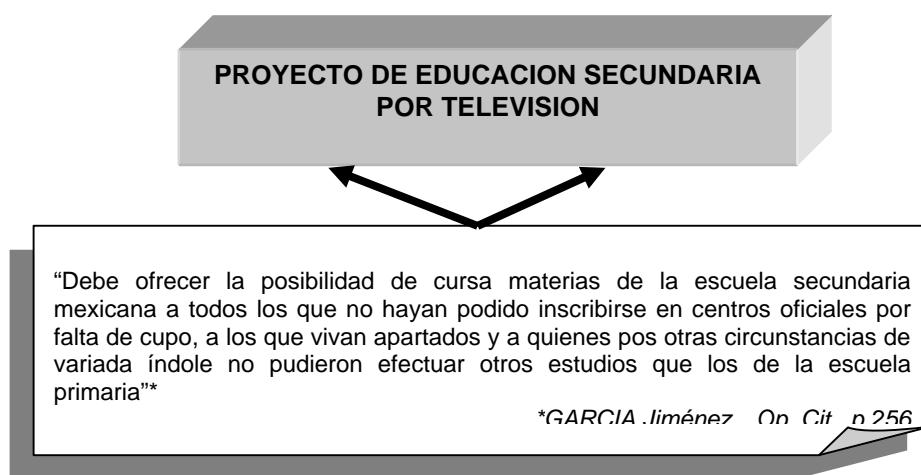 PROYECTO DE EDUCACION SECUNDARIA
POR TELEVISION
“Debe ofrecer la posibilidad de cursa materias de la escuela secundaria
mexicana a todos los que no hayan podido inscribirse en centros oficiales por
falta de cupo, a los que vivan apartados y a quienes pos otras circunstancias de
variada índole no pudieron efectuar otros estudios que los de la escuela
primaria”*
*GARCIA Jiménez Op. Cit. p.256